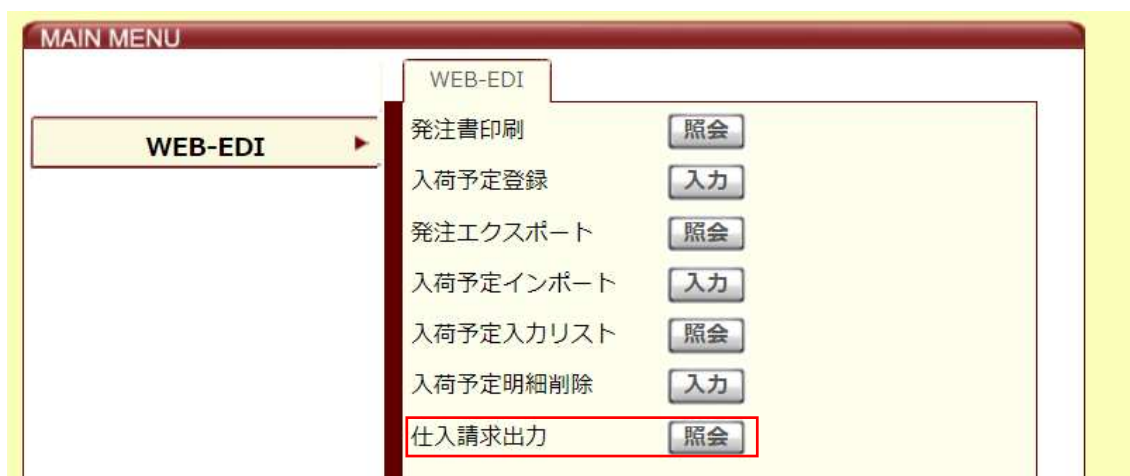 MAIN MENU
WEB-EDI
WEB-EDI
発注書印刷 照会
入荷予定登録 入力
発注エクスポート 照会
入荷予定インポート 入力
入荷予定入力リスト 照会
入荷予定明細削除 入力
仕入請求出力 照会